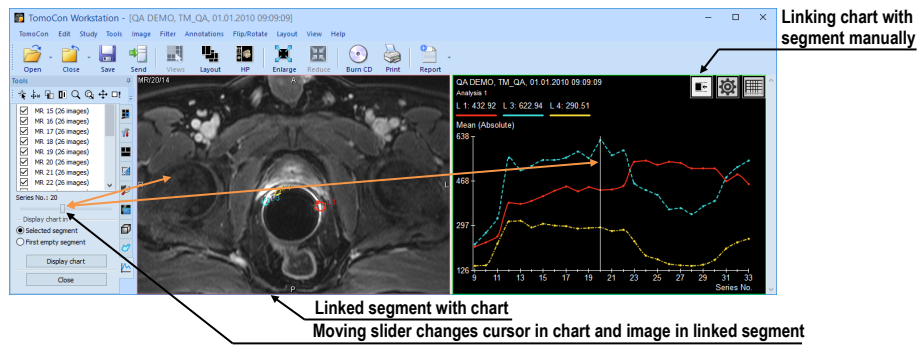 TomoCon Workstation - [QA DEMO, TM_QA, 01.01.2010 09:09:09]
Linking chart with
segment manually
TomoCon Edit Study Tools Image Filter Annotations Flip/Rotate Layout View Help
Open Close Save Send Views Layout HP Enlarge Reduce Burn CD Print Report
Tools
MR 15 (26 images)
MR 16 (26 images)
MR 17 (26 images)
MR 18 (26 images)
MR 19 (26 images)
MR 20 (26 images)
MR 21 (26 images)
MR 22 (26 images)
Series No.: 20
Display chart in
Selected segment
First empty segment
Display chart
Close
MR/20/14
A
L
P
QA DEMO, TM_QA, 01.01.2010 09:09:09
Analysis 1
L 1: 432.92 L 3: 622.94 L 4: 290.51
Mean (Absolute)
638
468
297
126
9 11 13 15 17 19 21 23 25 27 29 31 33
Series No.
Linked segment with chart
Moving slider changes cursor in chart and image in linked segment